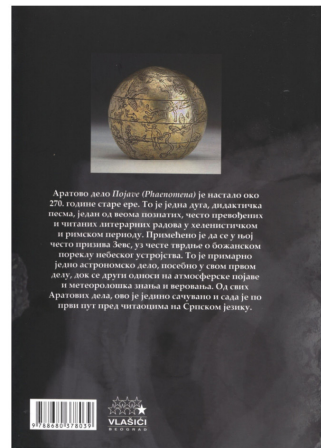 Аратово дело Појаве (Phaenomena) је настало око
270. године старе ере. То је једна дуга, дидактичка
песма, један од веома познатих, често превођених
и читаних литерарних радова у хеленистичком
и римском периоду. Примећено је да се у њој
често призива Зевс, уз честе тврдње о божанском
пореклу небеског устројства. То је примарно
једно астрономско дело, посебно у свом првом
делу, док се други односи на атмосферске појаве
и метеоролошка знања и веровања. Од свих
Аратових дела, ово је једино сачувано и сада је по
први пут пред читаоцима на Српском језику.
9 788680 378039
VLAŠIĆI
BEOGRAD